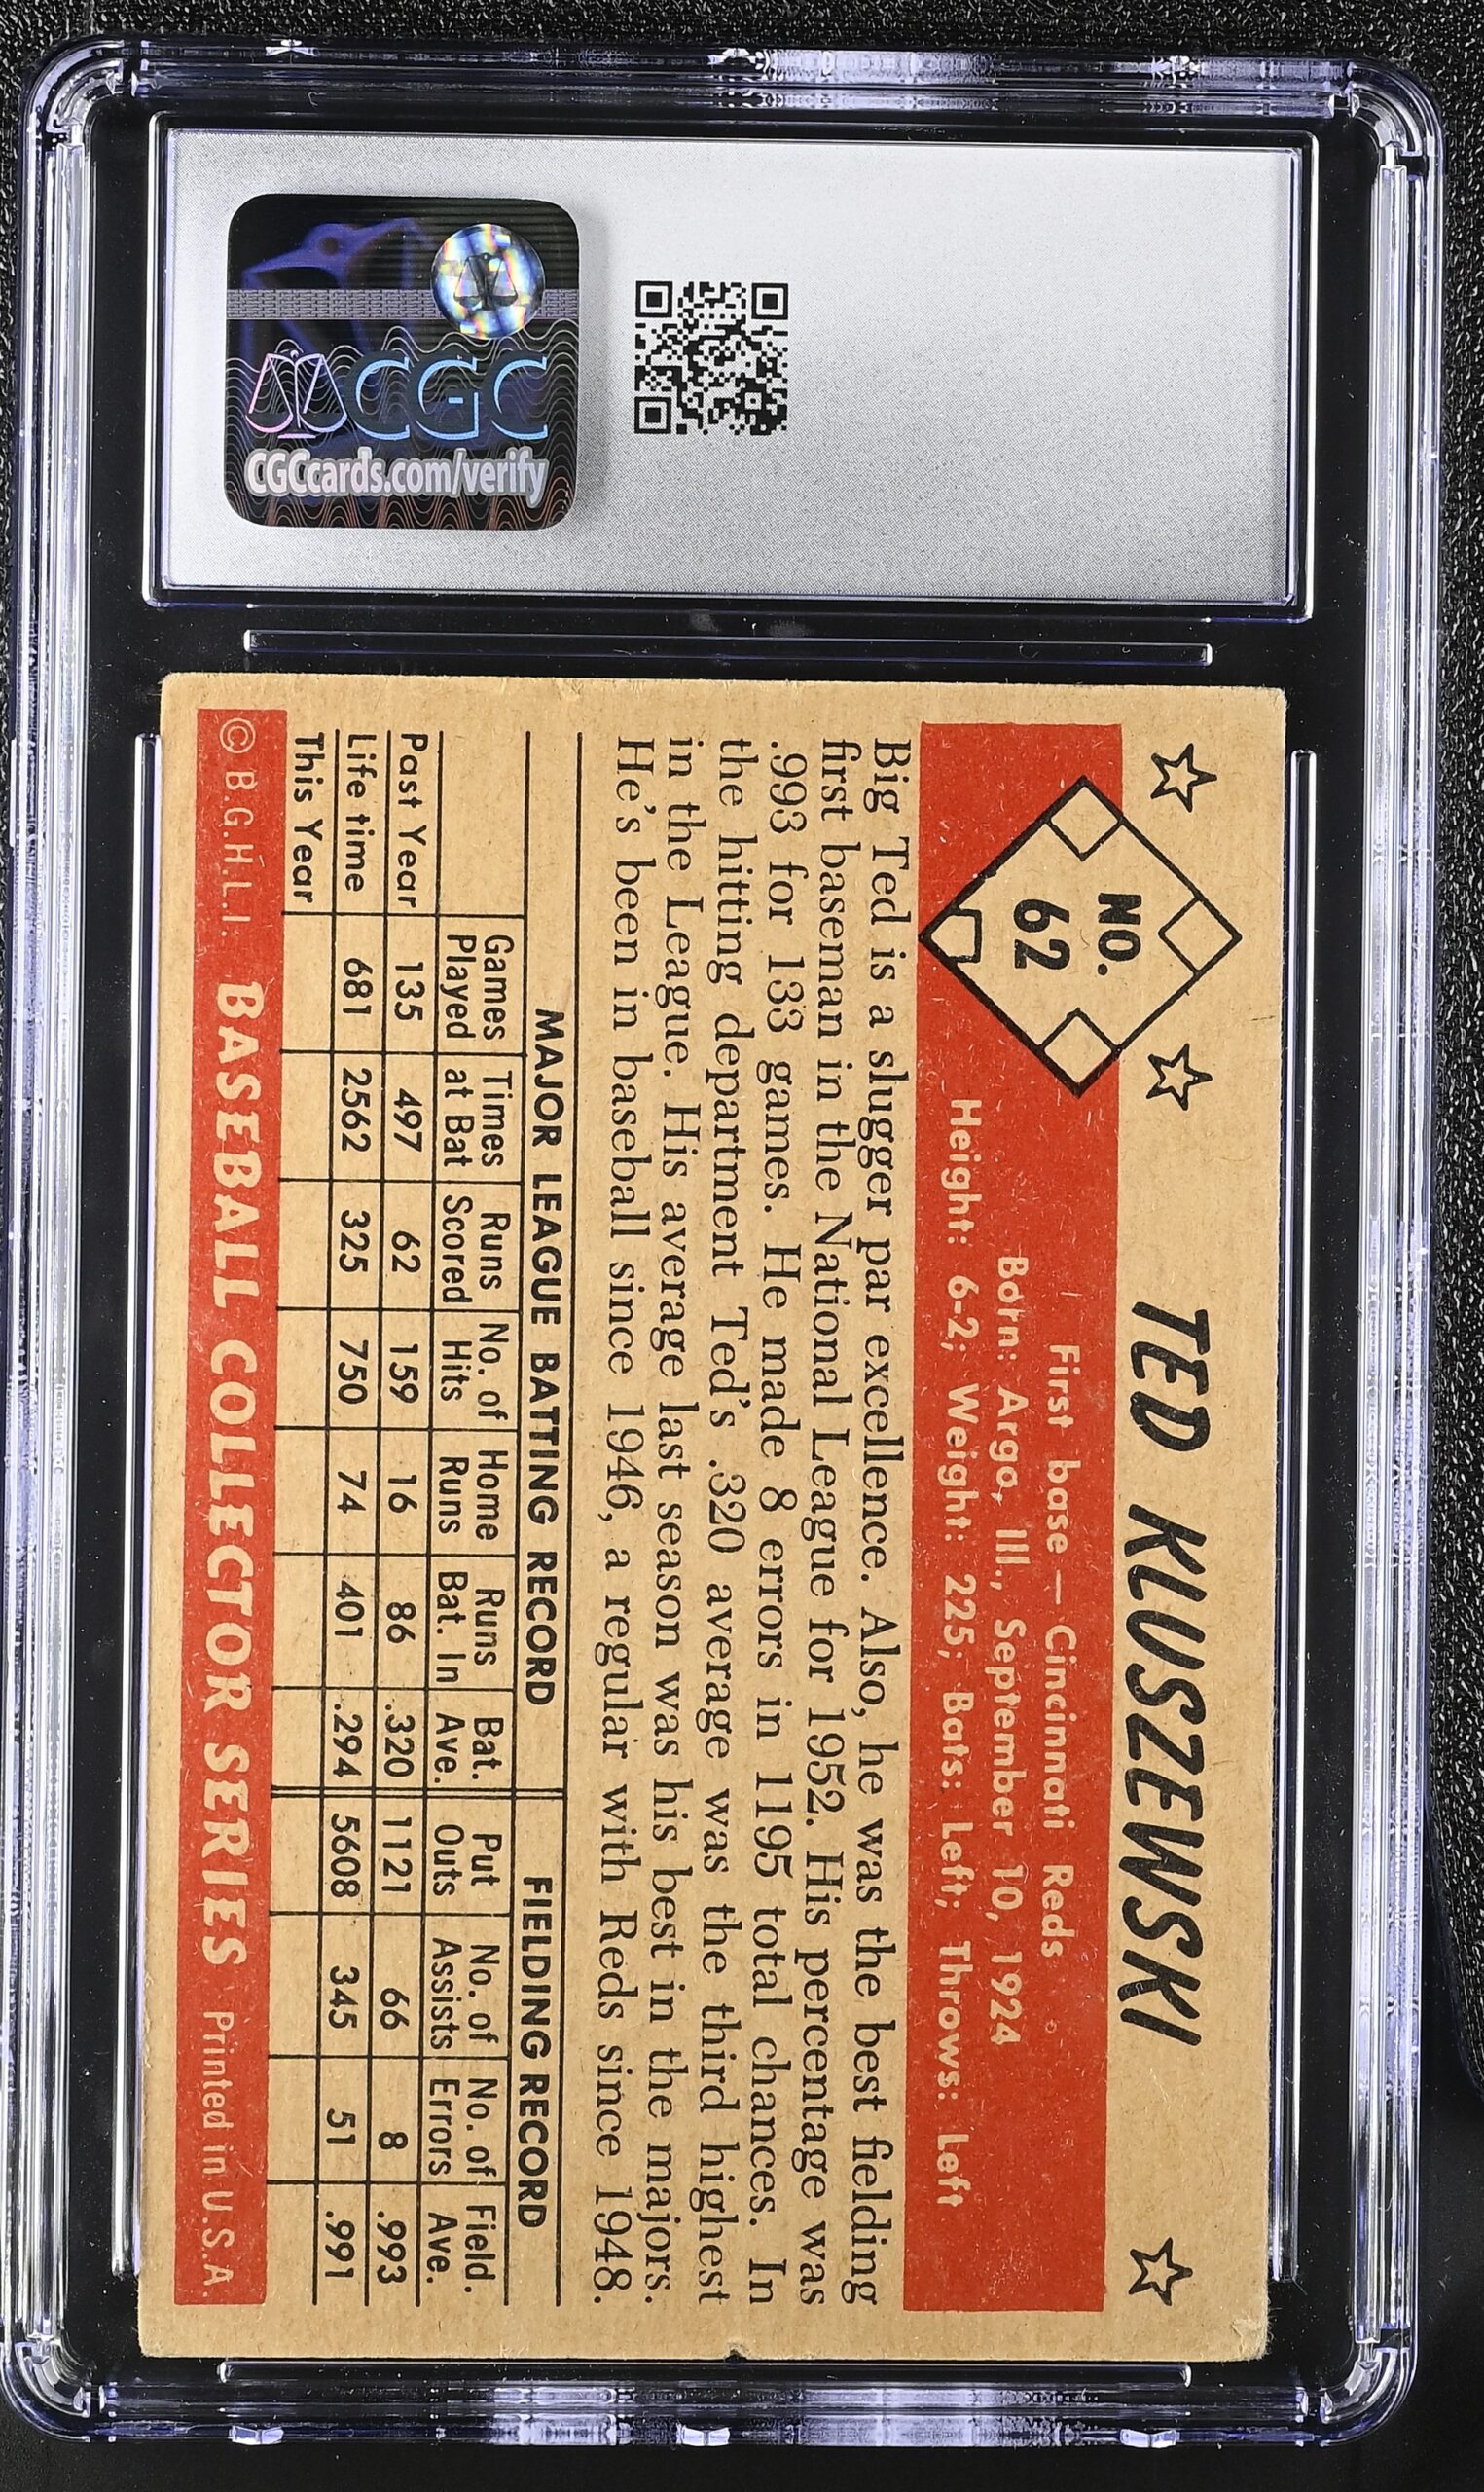 CGC
CGCcards.com/verify
TED KLUSZEWSKI
NO.
62
First base — Cincinnati Reds
Born: Argo, Ill., September 10, 1924
Height: 6-2; Weight: 225; Bats: Left; Throws: Left
Big Ted is a slugger par excellence. Also, he was the best fielding
first baseman in the National League for 1952. His percentage was
.993 for 133 games. He made 8 errors in 1195 total chances. In
the hitting department Ted's .320 average was the third highest
in the League. His average last season was his best in the majors.
He's been in baseball since 1946, a regular with Reds since 1948.
MAJOR LEAGUE BATTING RECORD FIELDING RECORD
Games Times Runs No. of Home Runs Bat. Put No. of No. of Field.
Played at Bat Scored Hits Runs Bat. In Ave. Outs Assists Errors Ave.
Past Year 135 497 62 159 16 86 .320 1121 66 8 .993
Life time 681 2562 325 750 74 401 .294 5608 345 51 .991
This Year
© B.G.H.L.I. BASEBALL COLLECTOR SERIES Printed in U.S.A.